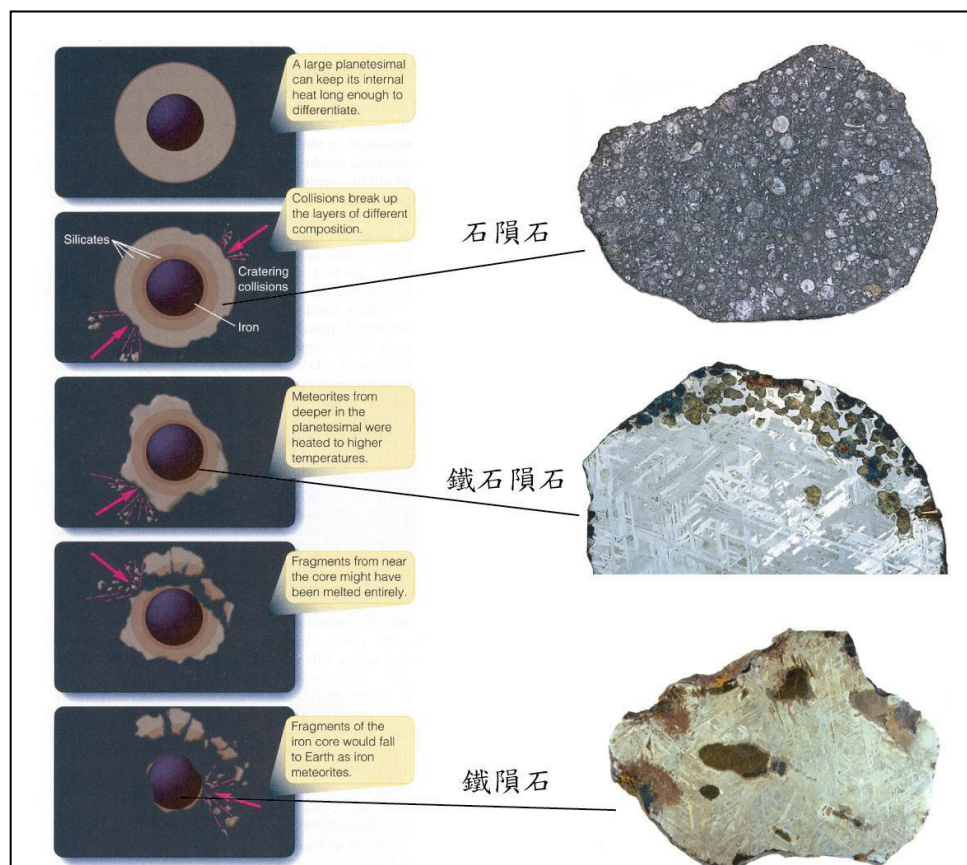 A large planetesimal
can keep its internal
heat long enough to
differentiate.
Collisions break up
the layers of different
composition.
Silicates
Cratering
collisions
Iron
石隕石
Meteorites from
deeper in the
planetesimal were
heated to higher
temperatures.
鐵石隕石
Fragments from near
the core might have
been melted entirely.
Fragments of the
iron core would fall
to Earth as iron
meteorites.
鐵隕石